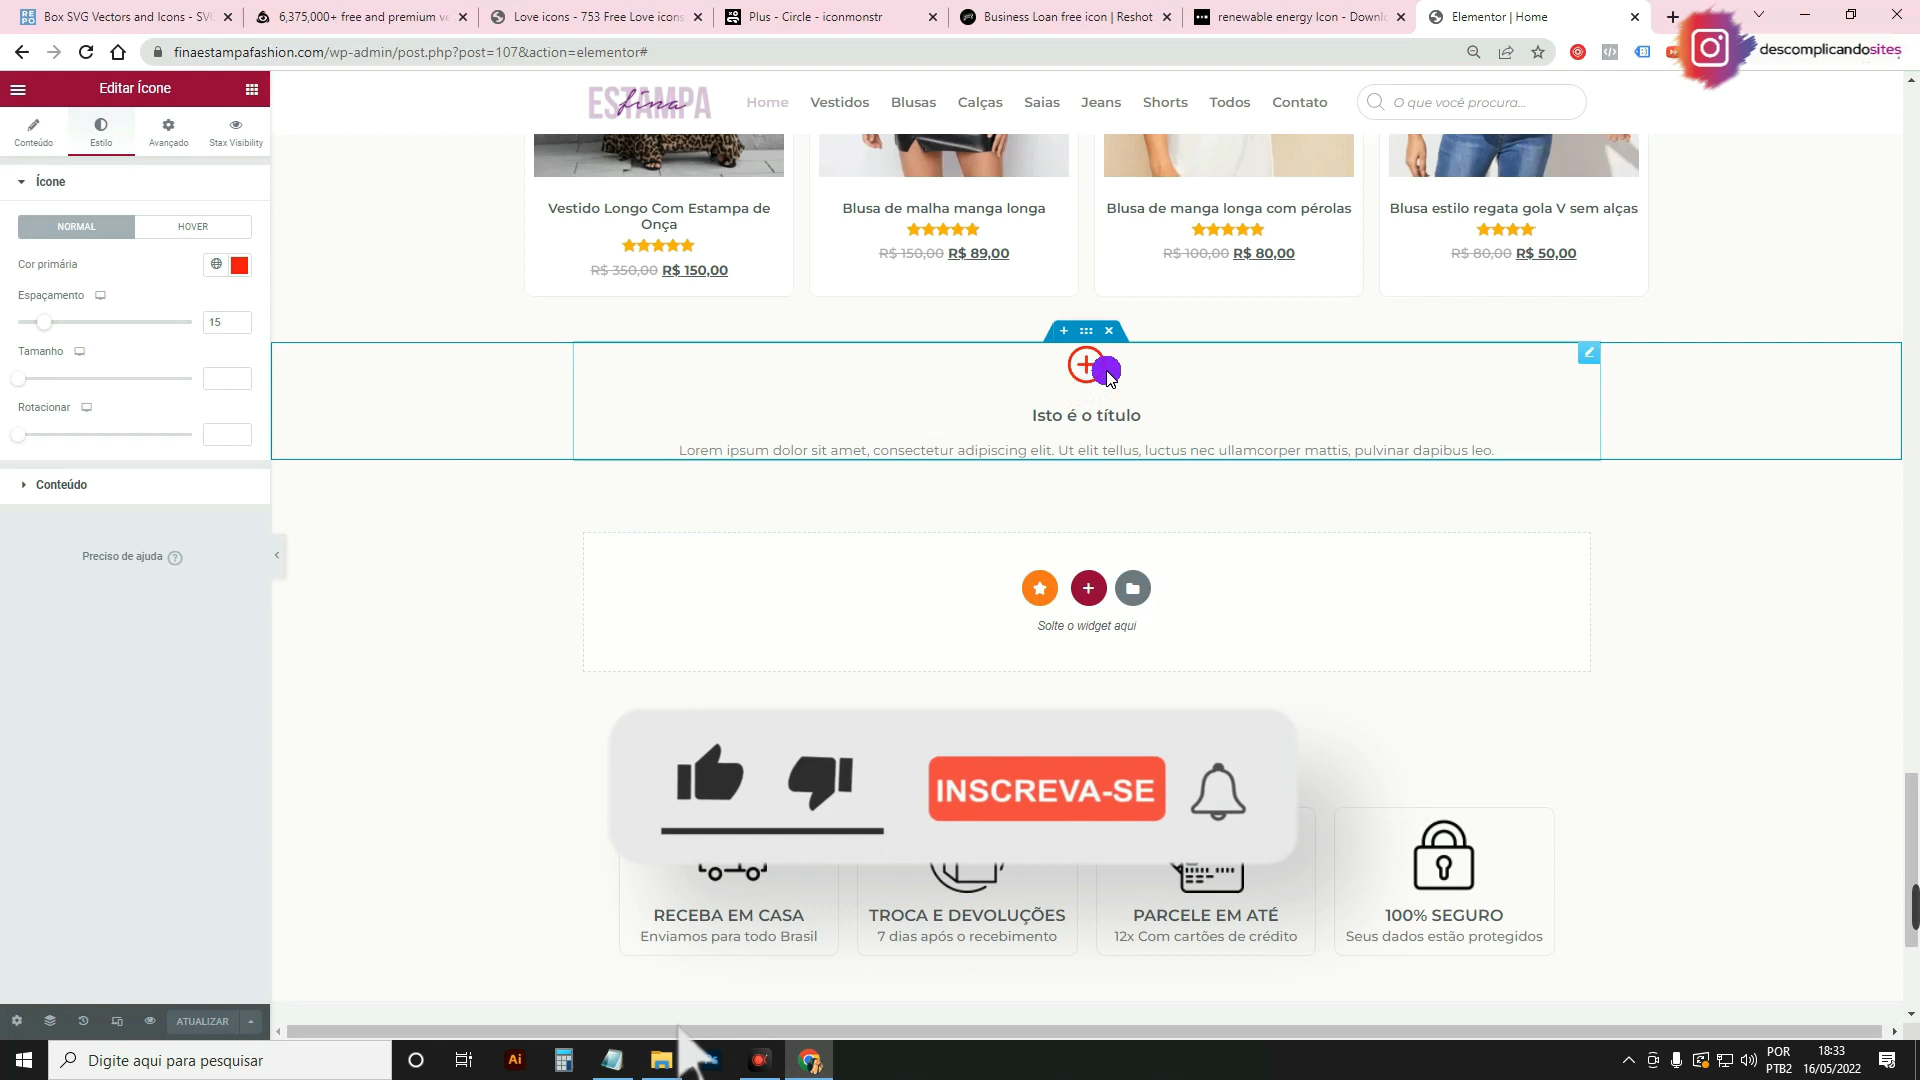 Box SVG Vectors and Icons - SV
6,375,000+ free and premium ve
Love icons - 753 Free Love icons
Plus - Circle - iconmonstr
Business Loan free icon | Reshot
renewable energy Icon - Downlo
Elementor | Home
finaestampafashion.com/wp-admin/post.php?post=107&action=elementor#
descomplicandosites
Editar Ícone
ESTAMPA
fina
Home
Vestidos
Blusas
Calças
Saias
Jeans
Shorts
Todos
Contato
O que você procura...
Conteúdo
Estilo
Avançado
Stax Visibility
Ícone
NORMAL
HOVER
Cor primária
Espaçamento
15
Tamanho
Rotacionar
Conteúdo
Preciso de ajuda
Vestido Longo Com Estampa de
Onça
R$ 350,00 R$ 150,00
Blusa de malha manga longa
R$ 150,00 R$ 89,00
Blusa de manga longa com pérolas
R$ 100,00 R$ 80,00
Blusa estilo regata gola V sem alças
R$ 80,00 R$ 50,00
Isto é o título
Lorem ipsum dolor sit amet, consectetur adipiscing elit. Ut elit tellus, luctus nec ullamcorper mattis, pulvinar dapibus leo.
Solte o widget aqui
INSCREVA-SE
RECEBA EM CASA
Enviamos para todo Brasil
TROCA E DEVOLUÇÕES
7 dias após o recebimento
PARCELE EM ATÉ
12x Com cartões de crédito
100% SEGURO
Seus dados estão protegidos
ATUALIZAR
Digite aqui para pesquisar
Ai
POR
PTB2
18:33
16/05/2022